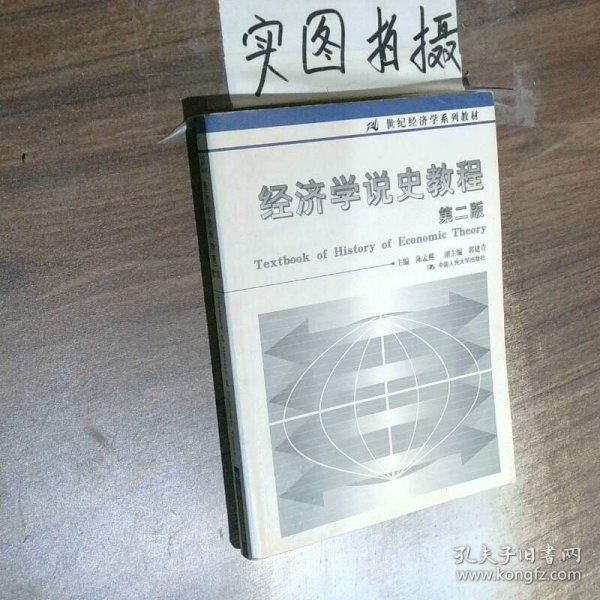 实图拍摄
21世纪经济学系列教材
经济学说史教程
第二版
Textbook of History of Economic Theory
主编 陈孟熙 副主编 郭建青
中国人民大学出版社
孔夫子旧书网
www.kongfz.com